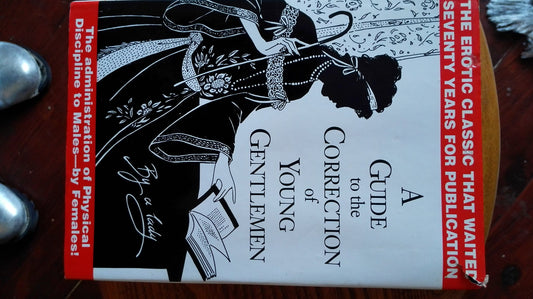 THE EROTIC CLASSIC THAT WAITED
SEVENTY YEARS FOR PUBLICATION
A
GUIDE
to the
CORRECTION
of
YOUNG
GENTLEMEN
By a lady
The administration of Physical
Discipline to Males—by Females!